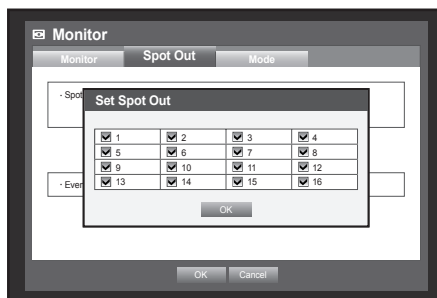 Monitor
Monitor Spot Out Mode
· Spot
Set Spot Out
1 2 3 4
5 6 7 8
9 10 11 12
13 14 15 16
· Even
OK
OK Cancel